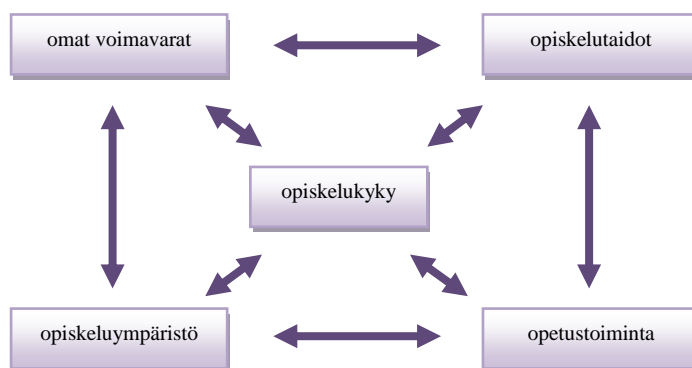 omat voimavarat
opiskelutaidot
opiskelukyky
opiskeluympäristö
opetustoiminta